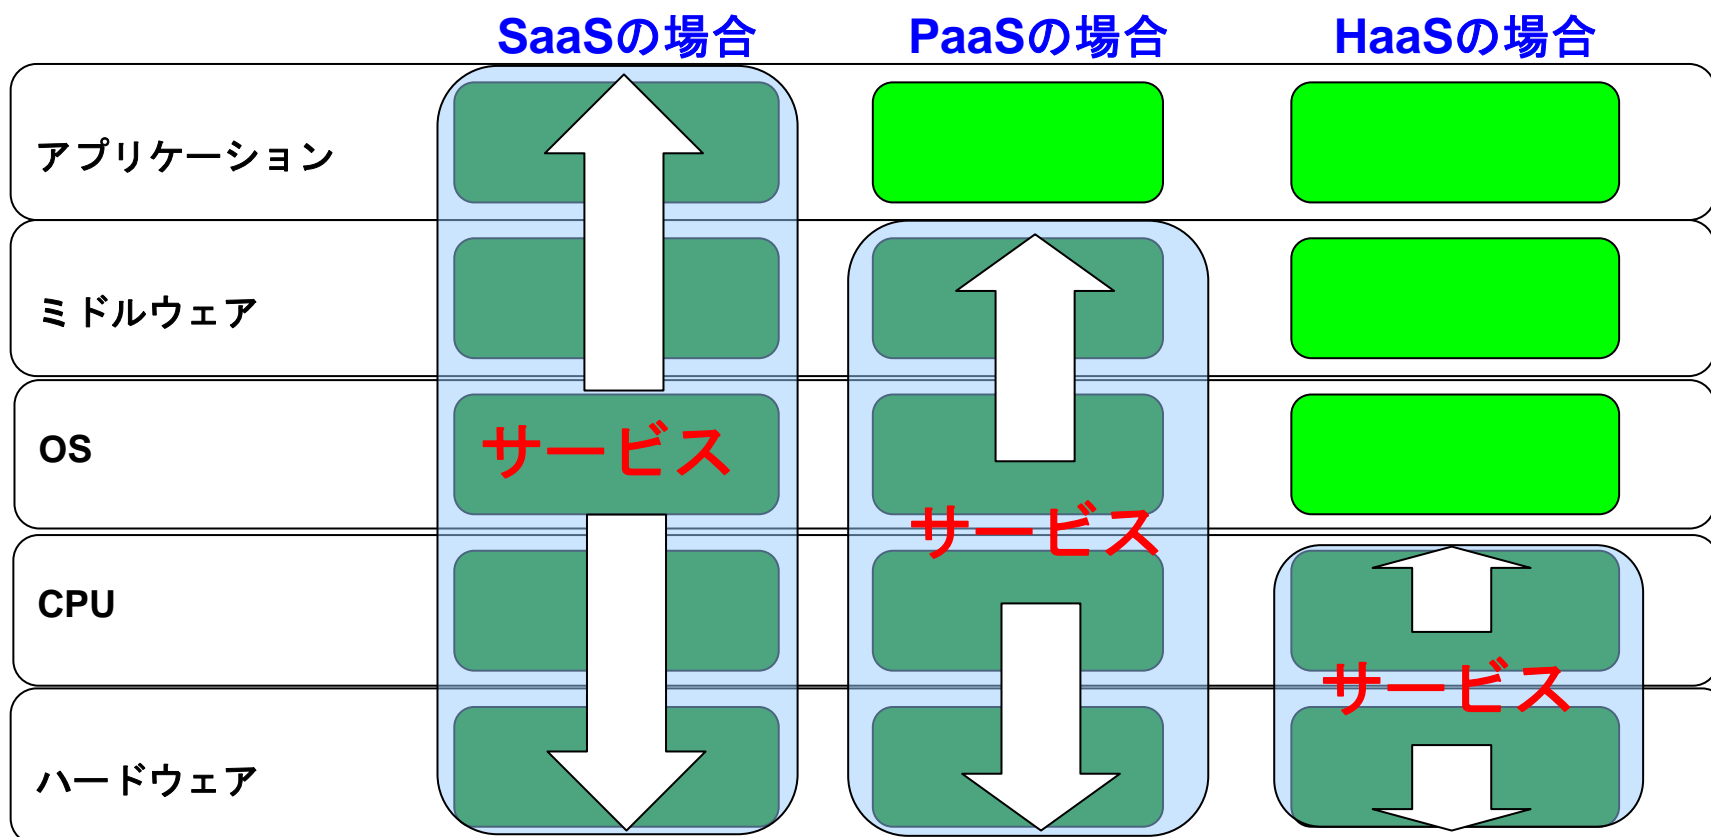 SaaSの場合 PaaSの場合 HaaSの場合
アプリケーション
ミドルウェア
OS
サービス
サービス
CPU
サービス
ハードウェア